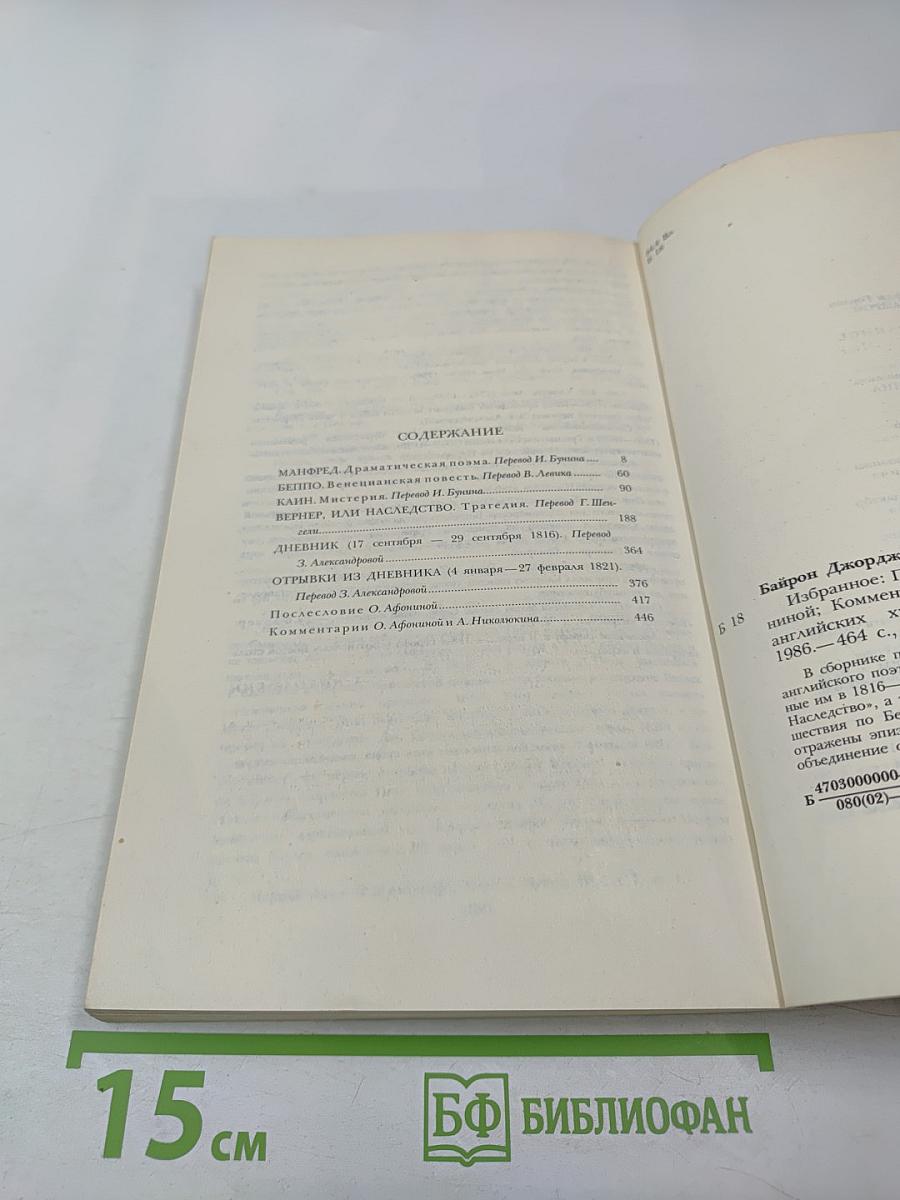 СОДЕРЖАНИЕ
МАНФРЕД. Драматическая поэма. Перевод И. Бунина .... 8
БЕППО. Венецианская повесть. Перевод В. Левика ......... 60
КАИН. Мистерия. Перевод И. Бунина........................... 90
ВЕРНЕР, ИЛИ НАСЛЕДСТВО. Трагедия. Перевод Г. Шен-
гели.................................................................... 188
ДНЕВНИК (17 сентября — 29 сентября 1816). Перевод
З. Александровой .................................................... 364
ОТРЫВКИ ИЗ ДНЕВНИКА (4 января—27 февраля 1821).
Перевод З. Александровой........................................... 376
Послесловие О. Афониной........................................ 417
Комментарии О. Афониной и А. Николюкина................... 446
Байрон Джордж
Избранное: П
Б 18
ниной; Коммен
английских х
1986.— 464 с.,
В сборнике п
английского поэт
ные им в 1816—
Наследство», а
шествия по Бе
отражены эпиз
объединение с
Б 4703000000-
080(02)—
15 см
БФ БИБЛИОФАН